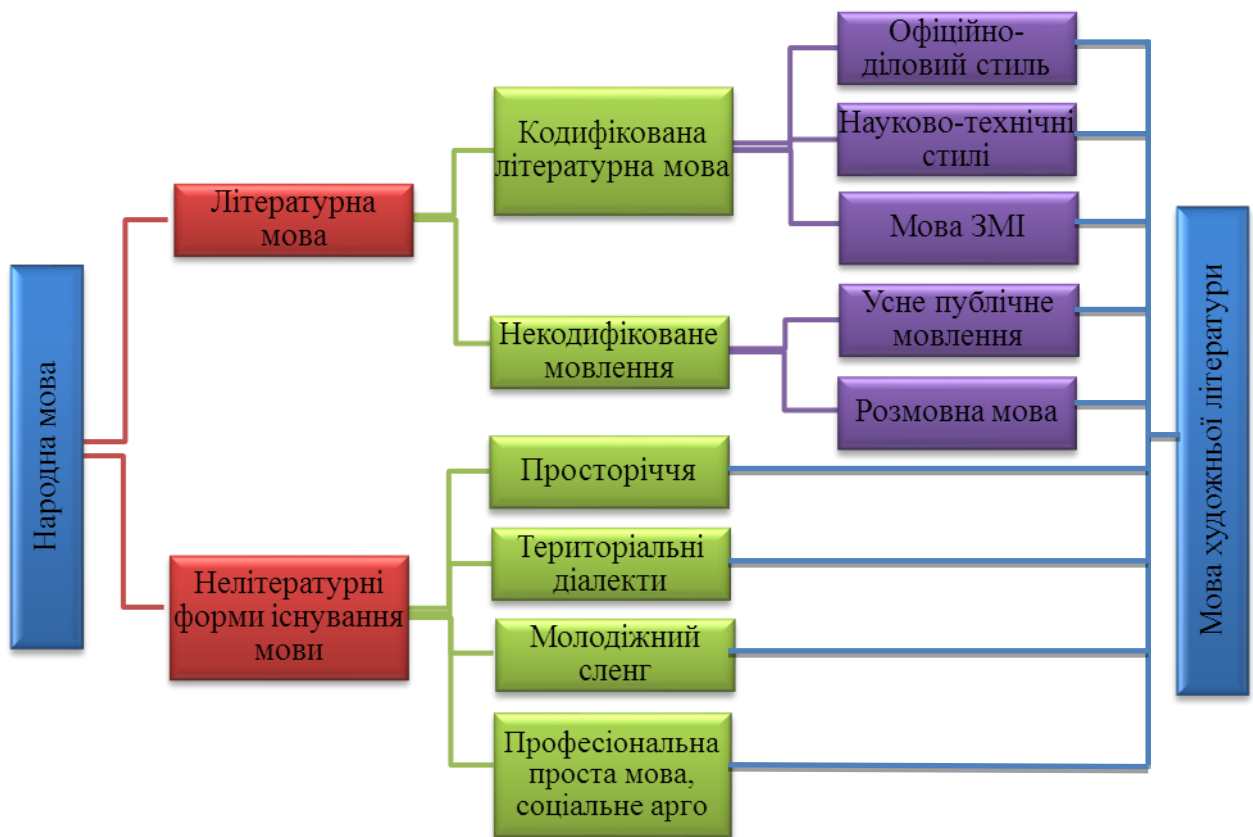 Народна мова
Літературна
мова
Нелітературні
форми існування
мови
Кодифікована
літературна мова
Некодифіковане
мовлення
Просторіччя
Територіальні
діалекти
Молодіжний
сленг
Професіональна
проста мова,
соціальне арго
Офіційно-
діловий стиль
Науково-технічні
стилі
Мова ЗМІ
Усне публічне
мовлення
Розмовна мова
Мова художньої літератури